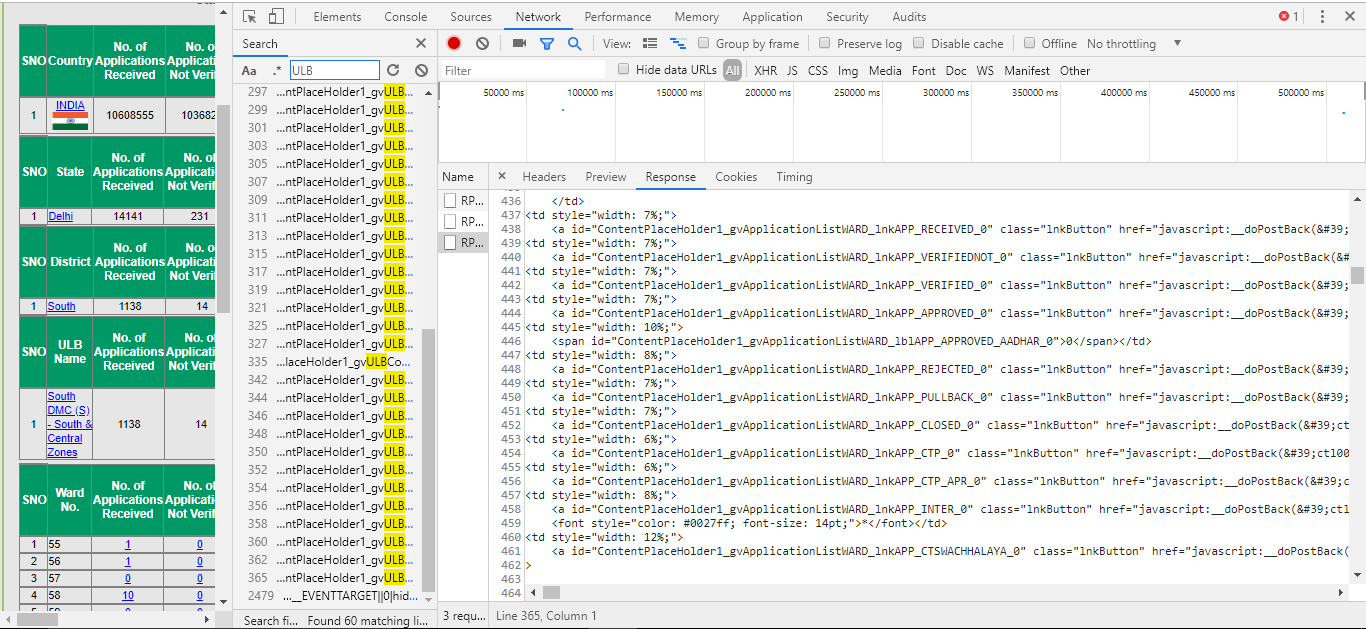 SNO Country No. of Applications Received No. o Applicati Not Verif
1 INDIA 10608555 103682
SNO State No. of Applications Received No. of Applicati Not Verif
1 Delhi 14141 231
SNO District No. of Applications Received No. of Applicati Not Verif
1 South 1138 14
SNO ULB Name No. of Applications Received No. of Applicati Not Verif
1 South DMC (S) - South & Central Zones 1138 14
SNO Ward No. No. of Applications Received No. of Applicati Not Verif
1 55 1 0
2 56 1 0
3 57 0 0
4 58 10 0
Elements Console Sources Network Performance Memory Application Security Audits 1
Search
Aa .* ULB
297 ...ntPlaceHolder1_gvULB...
299 ...ntPlaceHolder1_gvULB...
301 ...ntPlaceHolder1_gvULB...
303 ...ntPlaceHolder1_gvULB...
305 ...ntPlaceHolder1_gvULB...
307 ...ntPlaceHolder1_gvULB...
309 ...ntPlaceHolder1_gvULB...
311 ...ntPlaceHolder1_gvULB...
313 ...ntPlaceHolder1_gvULB...
315 ...ntPlaceHolder1_gvULB...
317 ...ntPlaceHolder1_gvULB...
319 ...ntPlaceHolder1_gvULB...
321 ...ntPlaceHolder1_gvULB...
325 ...ntPlaceHolder1_gvULB...
327 ...ntPlaceHolder1_gvULB...
335 ...laceHolder1_gvULBCo...
342 ...ntPlaceHolder1_gvULB...
344 ...ntPlaceHolder1_gvULB...
346 ...ntPlaceHolder1_gvULB...
348 ...ntPlaceHolder1_gvULB...
350 ...ntPlaceHolder1_gvULB...
352 ...ntPlaceHolder1_gvULB...
354 ...ntPlaceHolder1_gvULB...
356 ...ntPlaceHolder1_gvULB...
358 ...ntPlaceHolder1_gvULB...
360 ...ntPlaceHolder1_gvULB...
362 ...ntPlaceHolder1_gvULB...
365 ...ntPlaceHolder1_gvULB...
2479 ...__EVENTTARGET||0|hid...
Search fi... Found 60 matching li...
View: Group by frame Preserve log Disable cache Offline No throttling
Filter Hide data URLs All XHR JS CSS Img Media Font Doc WS Manifest Other
50000 ms 100000 ms 150000 ms 200000 ms 250000 ms 300000 ms 350000 ms 400000 ms 450000 ms 500000 ms
Name Headers Preview Response Cookies Timing
RP...
RP...
RP...
436 </td>
437 <td style="width: 7%;">
438 <a id="ContentPlaceHolder1_gvApplicationListWARD_lnkAPP_RECEIVED_0" class="lnkButton" href="javascript:__doPostBack(&#39;
439 <td style="width: 7%;">
440 <a id="ContentPlaceHolder1_gvApplicationListWARD_lnkAPP_VERIFIEDNOT_0" class="lnkButton" href="javascript:__doPostBack(&#
441 <td style="width: 7%;">
442 <a id="ContentPlaceHolder1_gvApplicationListWARD_lnkAPP_VERIFIED_0" class="lnkButton" href="javascript:__doPostBack(&#39;
443 <td style="width: 7%;">
444 <a id="ContentPlaceHolder1_gvApplicationListWARD_lnkAPP_APPROVED_0" class="lnkButton" href="javascript:__doPostBack(&#39;
445 <td style="width: 10%;">
446 <span id="ContentPlaceHolder1_gvApplicationListWARD_lblAPP_APPROVED_AADHAR_0">0</span></td>
447 <td style="width: 8%;">
448 <a id="ContentPlaceHolder1_gvApplicationListWARD_lnkAPP_REJECTED_0" class="lnkButton" href="javascript:__doPostBack(&#39;
449 <td style="width: 7%;">
450 <a id="ContentPlaceHolder1_gvApplicationListWARD_lnkAPP_PULLBACK_0" class="lnkButton" href="javascript:__doPostBack(&#39;
451 <td style="width: 7%;">
452 <a id="ContentPlaceHolder1_gvApplicationListWARD_lnkAPP_CLOSED_0" class="lnkButton" href="javascript:__doPostBack(&#39;ct
453 <td style="width: 6%;">
454 <a id="ContentPlaceHolder1_gvApplicationListWARD_lnkAPP_CTP_0" class="lnkButton" href="javascript:__doPostBack(&#39;ctl00
455 <td style="width: 6%;">
456 <a id="ContentPlaceHolder1_gvApplicationListWARD_lnkAPP_CTP_APR_0" class="lnkButton" href="javascript:__doPostBack(&#39;c
457 <td style="width: 8%;">
458 <a id="ContentPlaceHolder1_gvApplicationListWARD_lnkAPP_INTER_0" class="lnkButton" href="javascript:__doPostBack(&#39;ctl
459 <font style="color: #0027ff; font-size: 14pt;">*</font></td>
460 <td style="width: 12%;">
461 <a id="ContentPlaceHolder1_gvApplicationListWARD_lnkAPP_CTSWACHHALAYA_0" class="lnkButton" href="javascript:__doPostBack(
462 >
463
464
3 requ... Line 365, Column 1